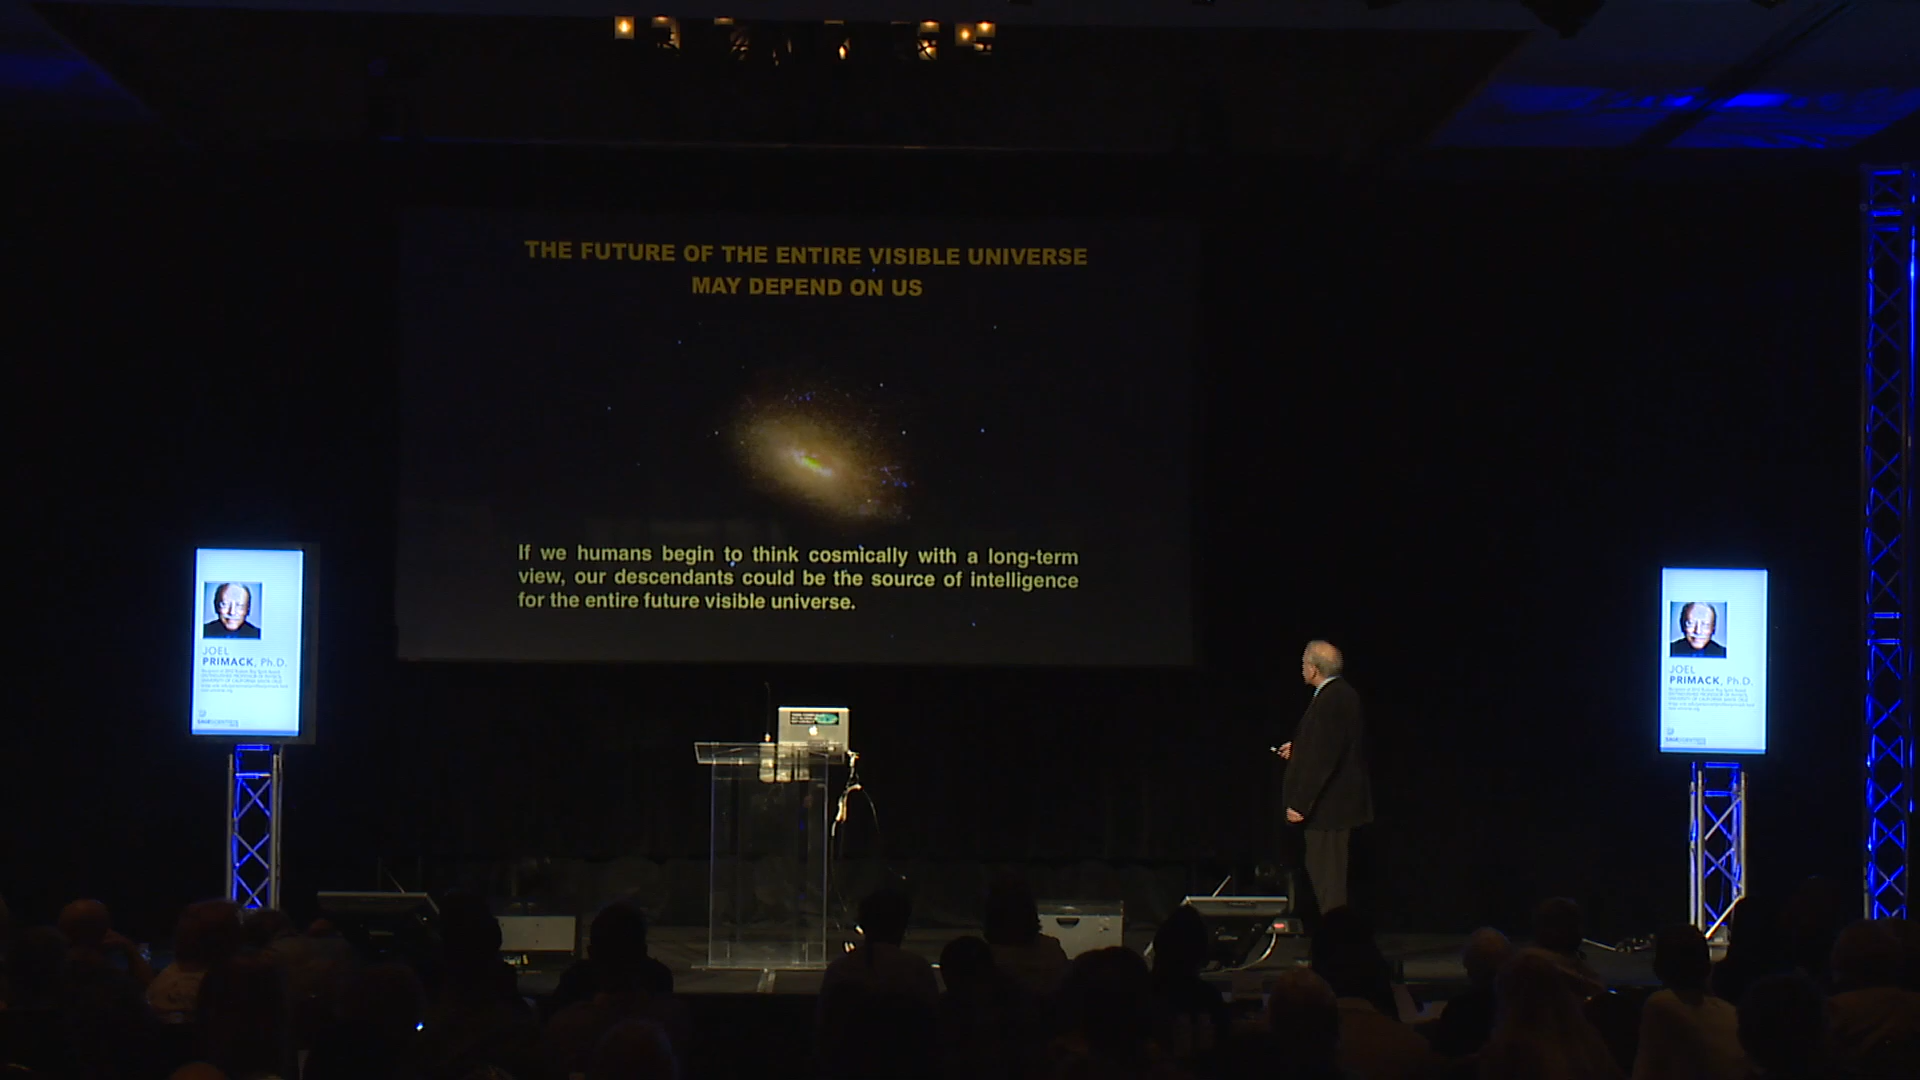 THE FUTURE OF THE ENTIRE VISIBLE UNIVERSE
MAY DEPEND ON US
If we humans begin to think cosmically with a long-term
view, our descendants could be the source of intelligence
for the entire future visible universe.
JOEL
PRIMACK, Ph.D.
JOEL
PRIMACK, Ph.D.